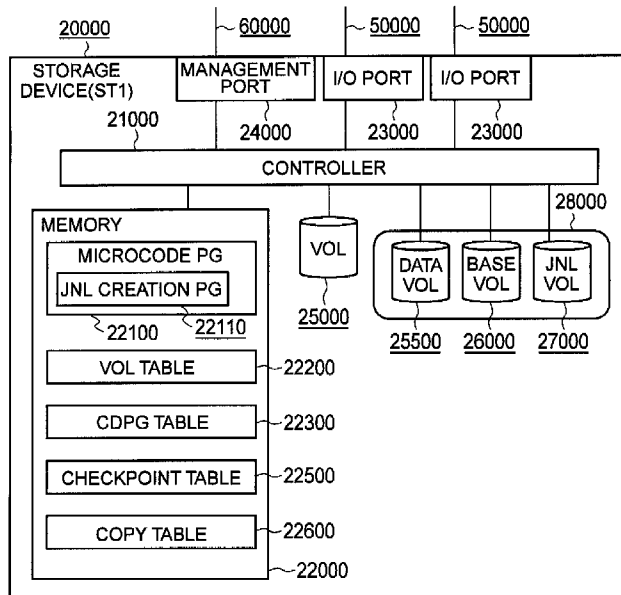 20000 60000 50000 50000
STORAGE DEVICE(ST1)
MANAGEMENT PORT
I/O PORT
I/O PORT
21000 24000 23000 23000
CONTROLLER
28000
MEMORY
MICROCODE PG
JNL CREATION PG
22100 22110
VOL
25000
DATA VOL
BASE VOL
JNL VOL
25500 26000 27000
VOL TABLE 22200
CDPG TABLE 22300
CHECKPOINT TABLE 22500
COPY TABLE 22600
22000